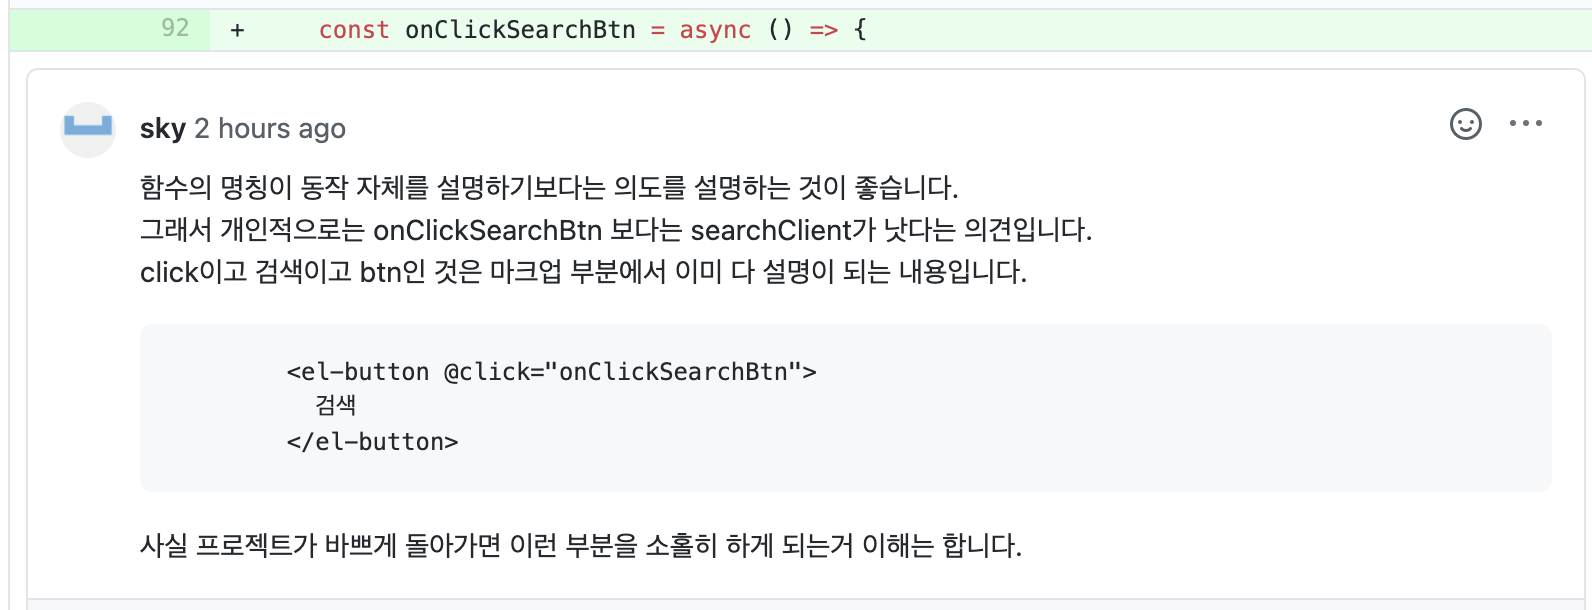 92 + const onClickSearchBtn = async () => {
sky 2 hours ago
함수의 명칭이 동작 자체를 설명하기보다는 의도를 설명하는 것이 좋습니다.
그래서 개인적으로는 onClickSearchBtn 보다는 searchClient가 낫다는 의견입니다.
click이고 검색이고 btn인 것은 마크업 부분에서 이미 다 설명이 되는 내용입니다.
<el-button @click="onClickSearchBtn">
검색
</el-button>
사실 프로젝트가 바쁘게 돌아가면 이런 부분을 소홀히 하게 되는거 이해는 합니다.